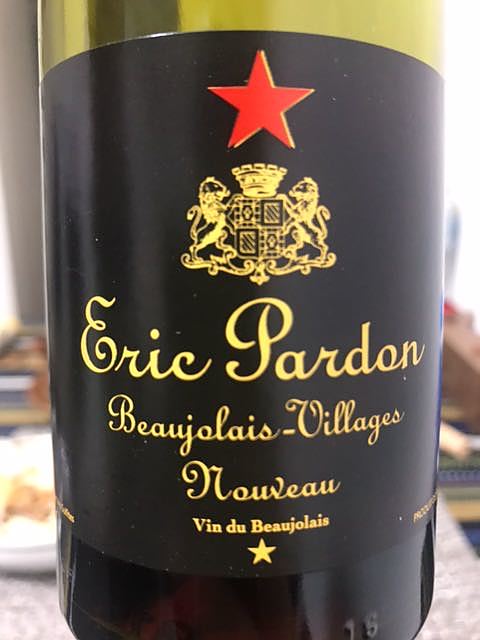 Eric Pardon
Beaujolais-Villages
Nouveau
Vin du Beaujolais